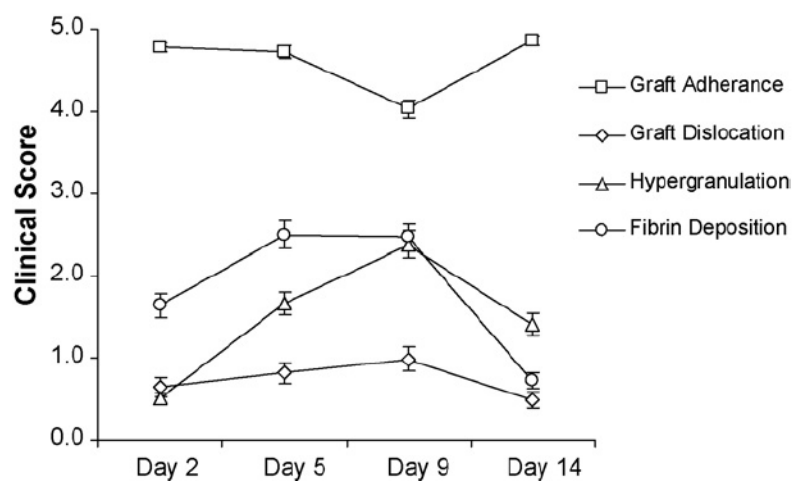 5.0
4.0
3.0
2.0
1.0
0.0
Clinical Score
Day 2 Day 5 Day 9 Day 14
Graft Adherance
Graft Dislocation
Hypergranulation
Fibrin Deposition